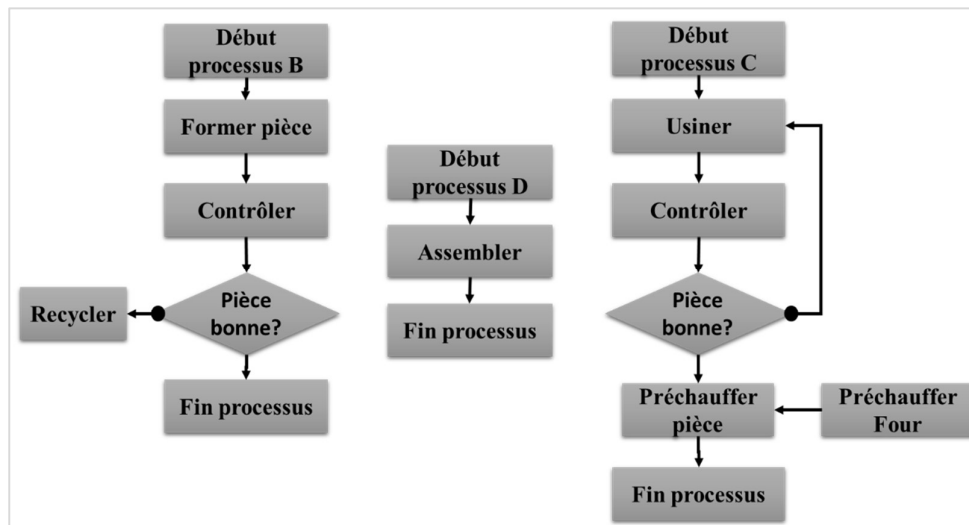 Début
processus B
Former pièce
Contrôler
Pièce
bonne?
Recycler
Fin processus
Début
processus D
Assembler
Fin processus
Début
processus C
Usiner
Contrôler
Pièce
bonne?
Préchauffer
pièce
Préchauffer
Four
Fin processus